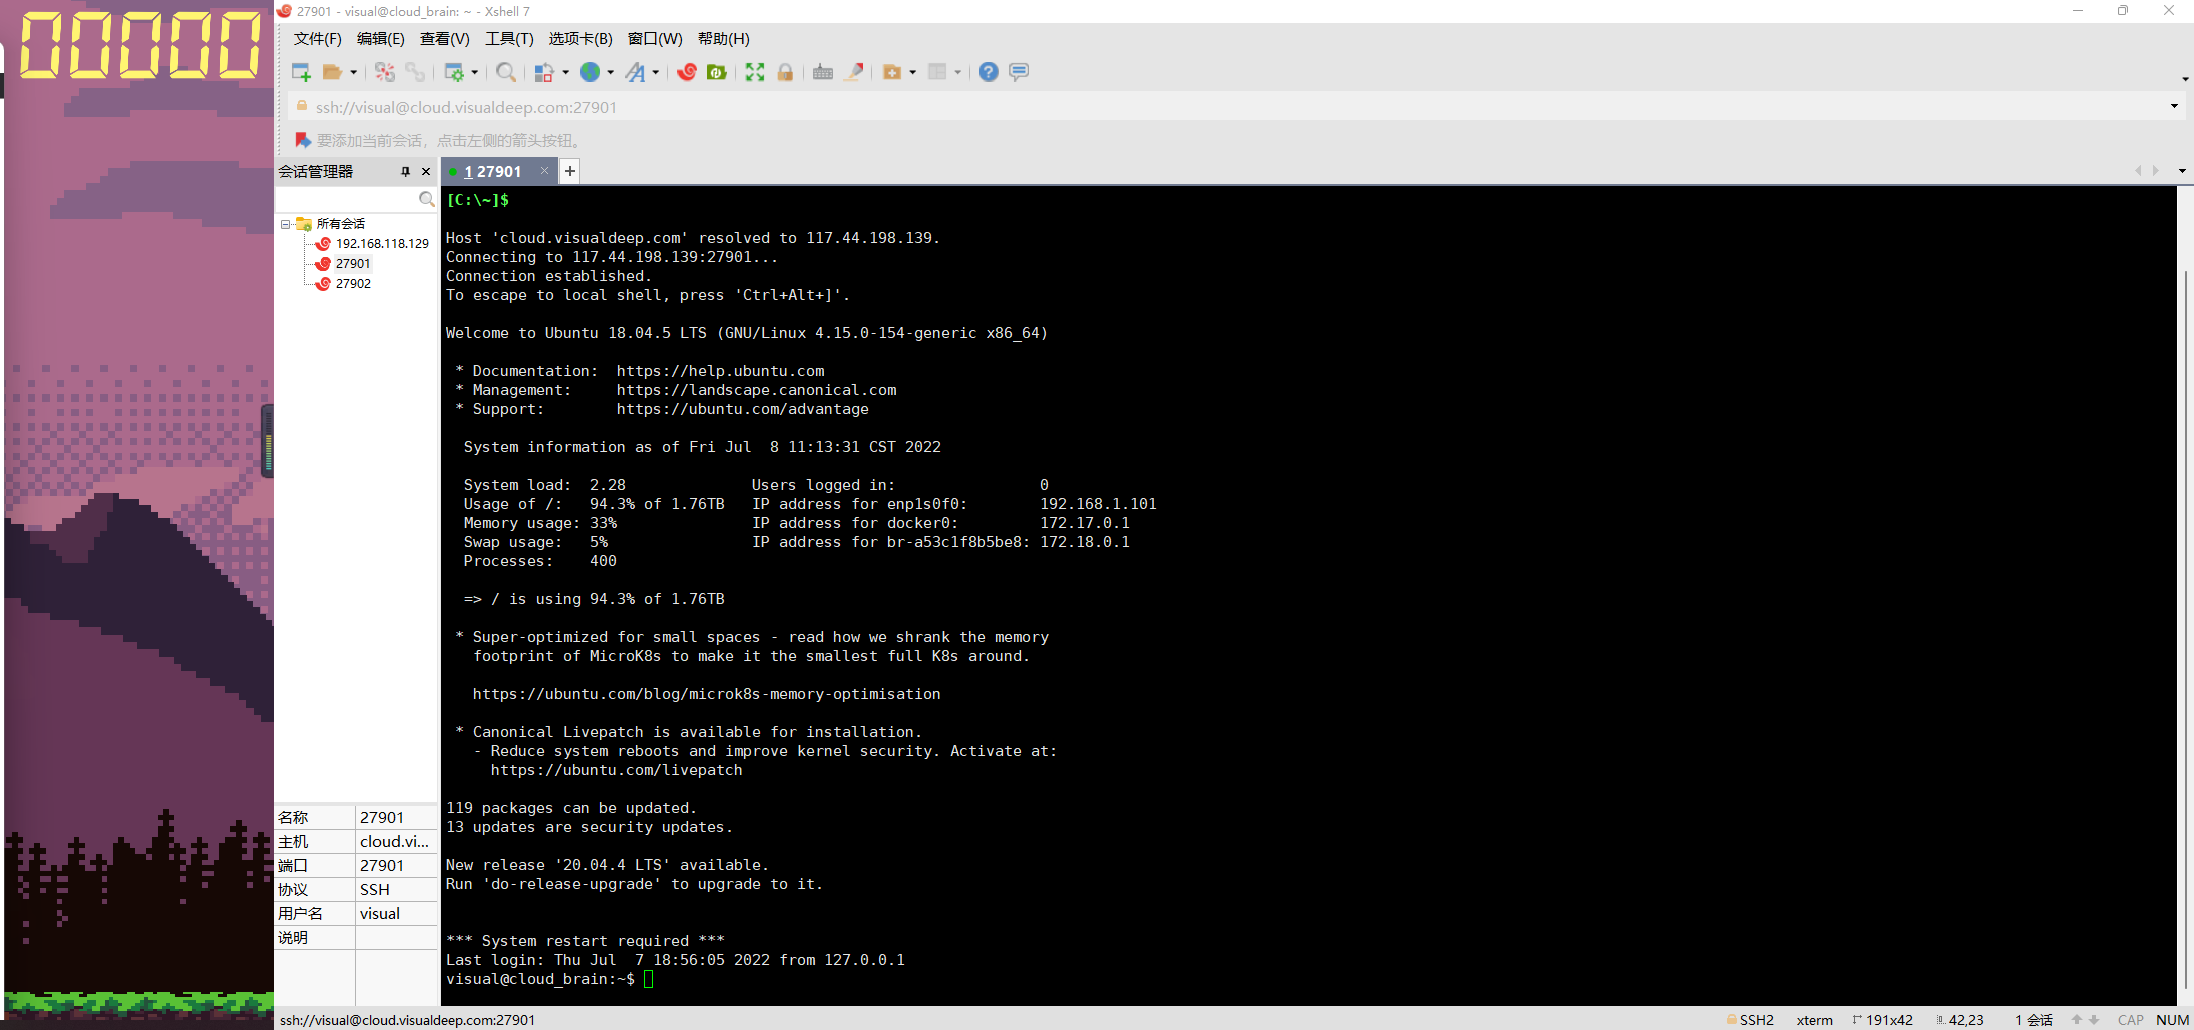 00000
27901 - visual@cloud_brain: ~ - Xshell 7
文件(F) 编辑(E) 查看(V) 工具(T) 选项卡(B) 窗口(W) 帮助(H)
ssh://visual@cloud.visualdeep.com:27901
要添加当前会话，点击左侧的箭头按钮。
会话管理器
1 27901
所有会话
192.168.118.129
27901
27902
名称 27901
主机 cloud.vi...
端口 27901
协议 SSH
用户名 visual
说明
[C:\~]$
Host 'cloud.visualdeep.com' resolved to 117.44.198.139.
Connecting to 117.44.198.139:27901...
Connection established.
To escape to local shell, press 'Ctrl+Alt+]'.
Welcome to Ubuntu 18.04.5 LTS (GNU/Linux 4.15.0-154-generic x86_64)
* Documentation:  https://help.ubuntu.com
* Management:     https://landscape.canonical.com
* Support:        https://ubuntu.com/advantage
System information as of Fri Jul  8 11:13:31 CST 2022
System load:  2.28              Users logged in:                0
Usage of /:   94.3% of 1.76TB   IP address for enp1s0f0:        192.168.1.101
Memory usage: 33%               IP address for docker0:         172.17.0.1
Swap usage:   5%                IP address for br-a53c1f8b5be8: 172.18.0.1
Processes:    400
=> / is using 94.3% of 1.76TB
* Super-optimized for small spaces - read how we shrank the memory
footprint of MicroK8s to make it the smallest full K8s around.
https://ubuntu.com/blog/microk8s-memory-optimisation
* Canonical Livepatch is available for installation.
- Reduce system reboots and improve kernel security. Activate at:
https://ubuntu.com/livepatch
119 packages can be updated.
13 updates are security updates.
New release '20.04.4 LTS' available.
Run 'do-release-upgrade' to upgrade to it.
*** System restart required ***
Last login: Thu Jul  7 18:56:05 2022 from 127.0.0.1
visual@cloud_brain:~$
ssh://visual@cloud.visualdeep.com:27901 SSH2 xterm 191x42 42,23 1 会话 CAP NUM